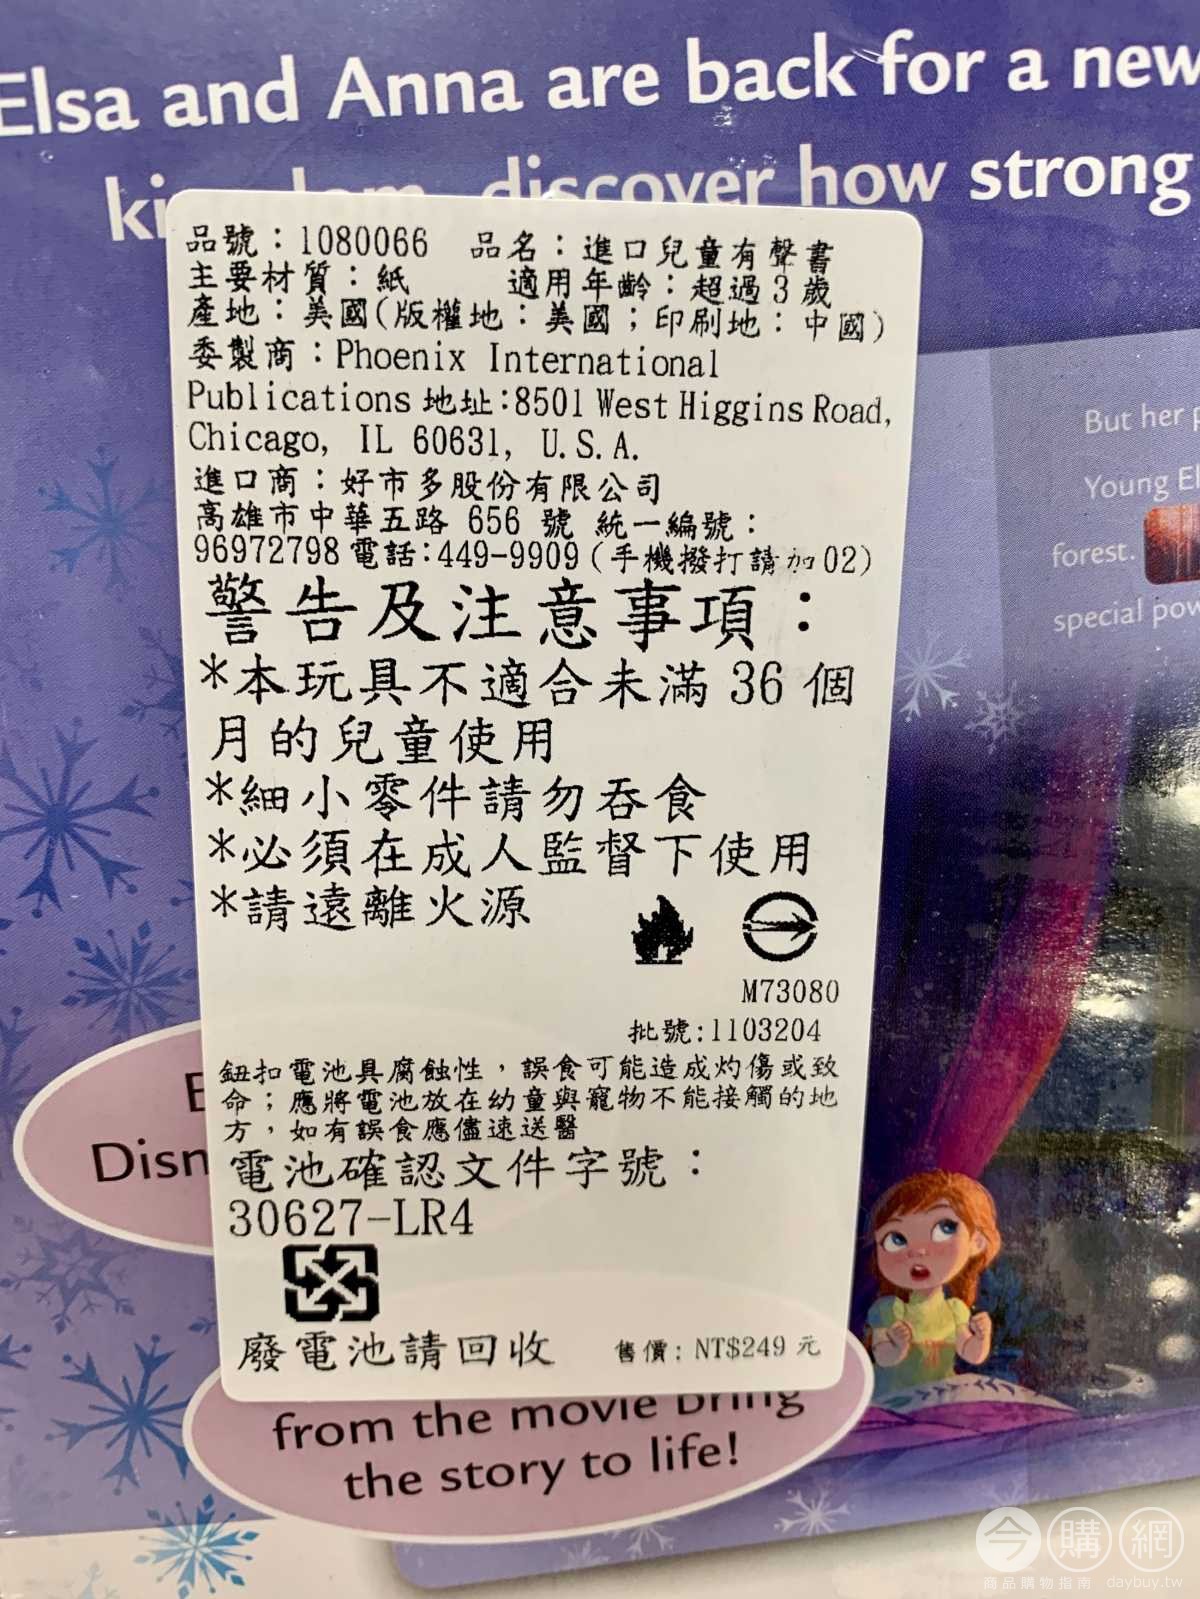 Elsa and Anna are back for a new
discover how strong
品號：1080066 品名：進口兒童有聲書
主要材質：紙 適用年齡：超過3歲
產地：美國(版權地：美國；印刷地：中國)
委製商：Phoenix International
Publications 地址:8501 West Higgins Road,
Chicago, IL 60631, U.S.A.
進口商：好市多股份有限公司
高雄市中華五路 656 號 統一編號：
96972798 電話:449-9909 (手機撥打請加02)
警告及注意事項：
*本玩具不適合未滿 36 個
月的兒童使用
*細小零件請勿吞食
*必須在成人監督下使用
*請遠離火源
M73080
批號:1103204
鈕扣電池具腐蝕性，誤食可能造成灼傷或致
命；應將電池放在幼童與寵物不能接觸的地
方，如有誤食應儘速送醫
電池確認文件字號：
30627-LR4
廢電池請回收 售價: NT$249 元
But her
Young El
forest.
special pow
Disn
from the movie bring
the story to life!
今購網
商品購物指南 daybuy.tw